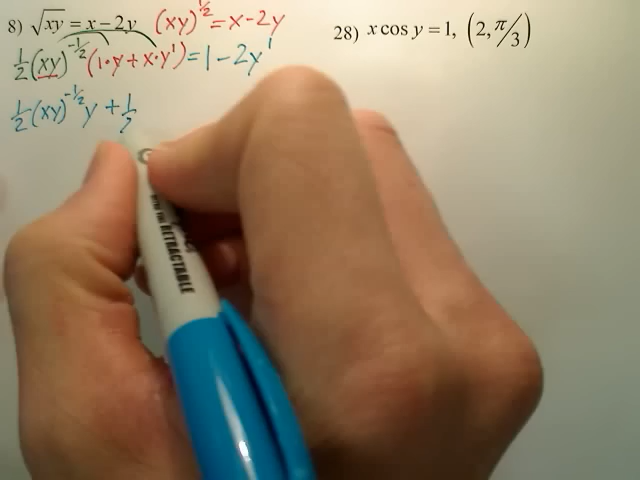 8) √xy = x − 2y (xy)^½ = x − 2y
½(xy)^-½(1·y + x·y') = 1 − 2y'
½(xy)^-½ y + ½
28) x cos y = 1, (2, π/3)
RETRACTABLE